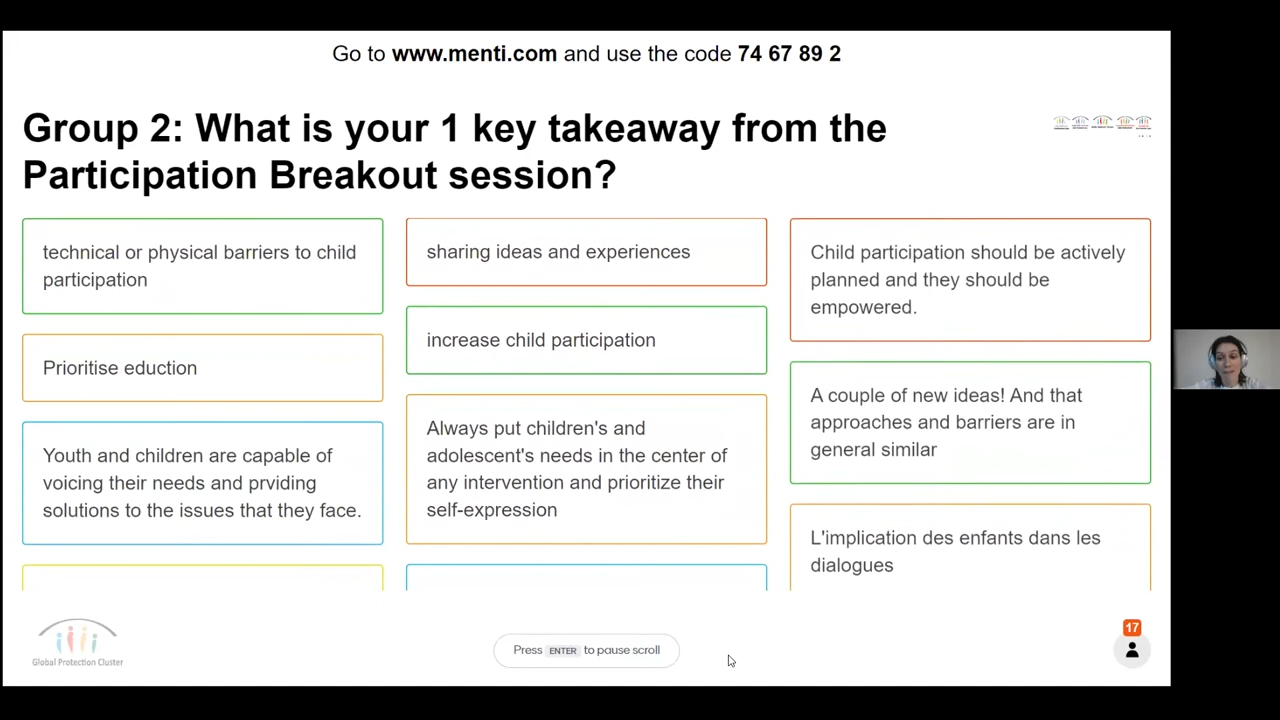 Go to www.menti.com and use the code 74 67 89 2
Group 2: What is your 1 key takeaway from the
Participation Breakout session?
technical or physical barriers to child
participation
Prioritise eduction
Youth and children are capable of
voicing their needs and prviding
solutions to the issues that they face.
sharing ideas and experiences
increase child participation
Always put children's and
adolescent's needs in the center of
any intervention and prioritize their
self-expression
Child participation should be actively
planned and they should be
empowered.
A couple of new ideas! And that
approaches and barriers are in
general similar
L'implication des enfants dans les
dialogues
Global Protection Cluster
Press ENTER to pause scroll
17